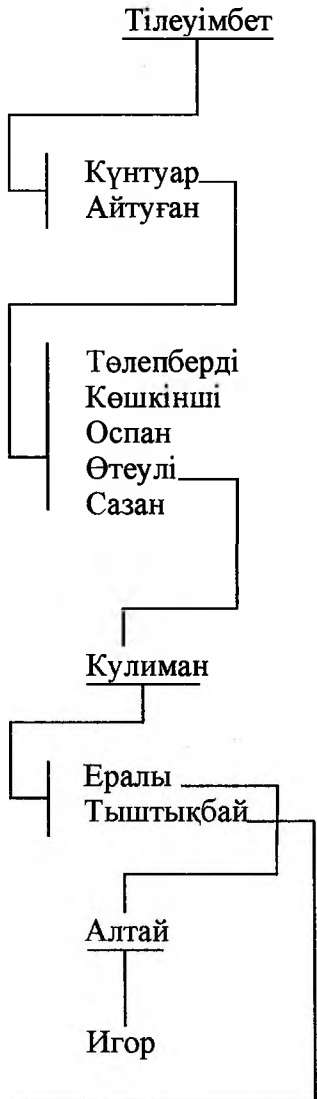 Тілеуімбет
Күнтуар
Айтуған
Төлепберді
Көшкінші
Оспан
Өтеулі
Сазан
Кулиман
Ералы
Тыштықбай
Алтай
Игор